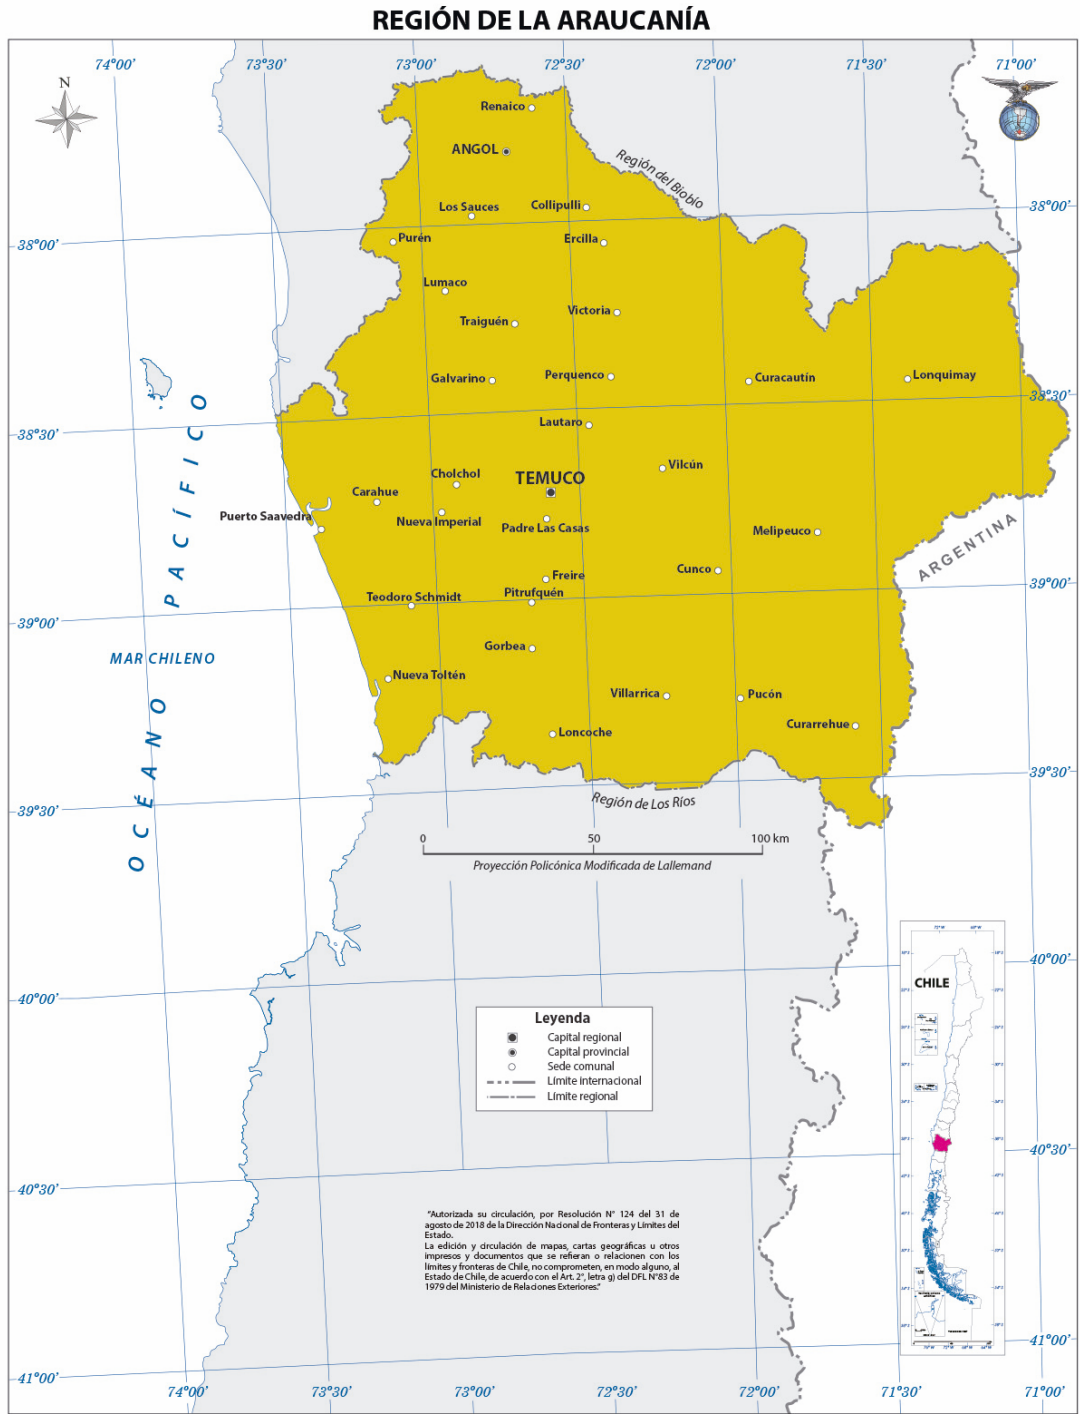 REGIÓN DE LA ARAUCANÍA
74°00'
73°30'
73°00'
72°30'
72°00'
71°30'
71°00'
N
Renaico
ANGOL
Región del Biobío
Los Sauces
Collipulli
38°00'
Purén
Ercilla
38°00'
Lumaco
Victoria
Traiguén
Galvarino
Perquenco
Curacautín
Lonquimay
38°30'
Lautaro
38°30'
Vilcún
Cholchol
TEMUCO
Carahue
Puerto Saavedra
Nueva Imperial
Padre Las Casas
Melipeuco
ARGENTINA
Cunco
Freire
39°00'
Pitrufquén
Teodoro Schmidt
39°00'
Gorbea
MAR CHILENO
OCÉANO PACÍFICO
Nueva Toltén
Villarrica
Pucón
Curarrehue
Loncoche
39°30'
Región de Los Ríos
39°30'
0
50
100 km
Proyección Policónica Modificada de Lallemand
40°00'
40°00'
CHILE
Leyenda
Capital regional
Capital provincial
Sede comunal
Límite internacional
Límite regional
40°30'
40°30'
"Autorizada su circulación, por Resolución N° 124 del 31 de
agosto de 2018 de la Dirección Nacional de Fronteras y Límites del
Estado.
La edición y circulación de mapas, cartas geográficas u otros
impresos y documentos que se refieran o relacionen con los
límites y fronteras de Chile, no comprometen, en modo alguno, al
Estado de Chile, de acuerdo con el Art. 2°, letra g) del DFL N°83 de
1979 del Ministerio de Relaciones Exteriores."
41°00'
41°00'
74°00'
73°30'
73°00'
72°30'
72°00'
71°30'
71°00'